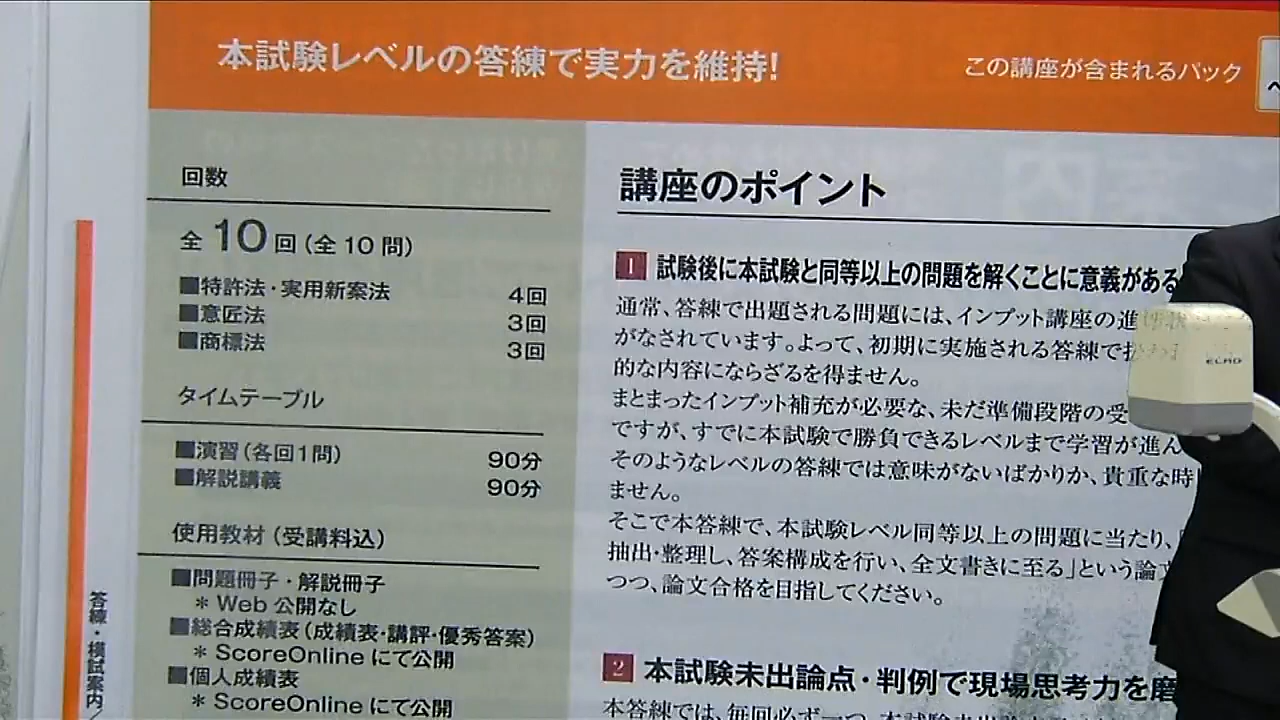 本試験レベルの答練で実力を維持!
この講座が含まれるパック
回数
全10回(全10問)
■特許法・実用新案法 4回
■意匠法 3回
■商標法 3回
タイムテーブル
■演習(各回1問) 90分
■解説講義 90分
使用教材(受講料込)
■問題冊子・解説冊子
＊Web公開なし
■総合成績表(成績表・講評・優秀答案)
＊ScoreOnlineにて公開
■個人成績表
＊ScoreOnlineにて公開
答練・模試案内/
講座のポイント
1 試験後に本試験と同等以上の問題を解くことに意義がある
通常、答練で出題される問題には、インプット講座の進
がなされています。よって、初期に実施される答練で
的な内容にならざるを得ません。
まとまったインプット補充が必要な、未だ準備段階の受
ですが、すでに本試験で勝負できるレベルまで学習が進ん
そのようなレベルの答練では意味がないばかりか、貴重な時
ません。
そこで本答練で、本試験レベル同等以上の問題に当たり、
抽出・整理し、答案構成を行い、全文書きに至る」という論文
つつ、論文合格を目指してください。
2 本試験未出論点・判例で現場思考力を磨
本答練では、毎回必ず一つ、本試験未出論
ELMO